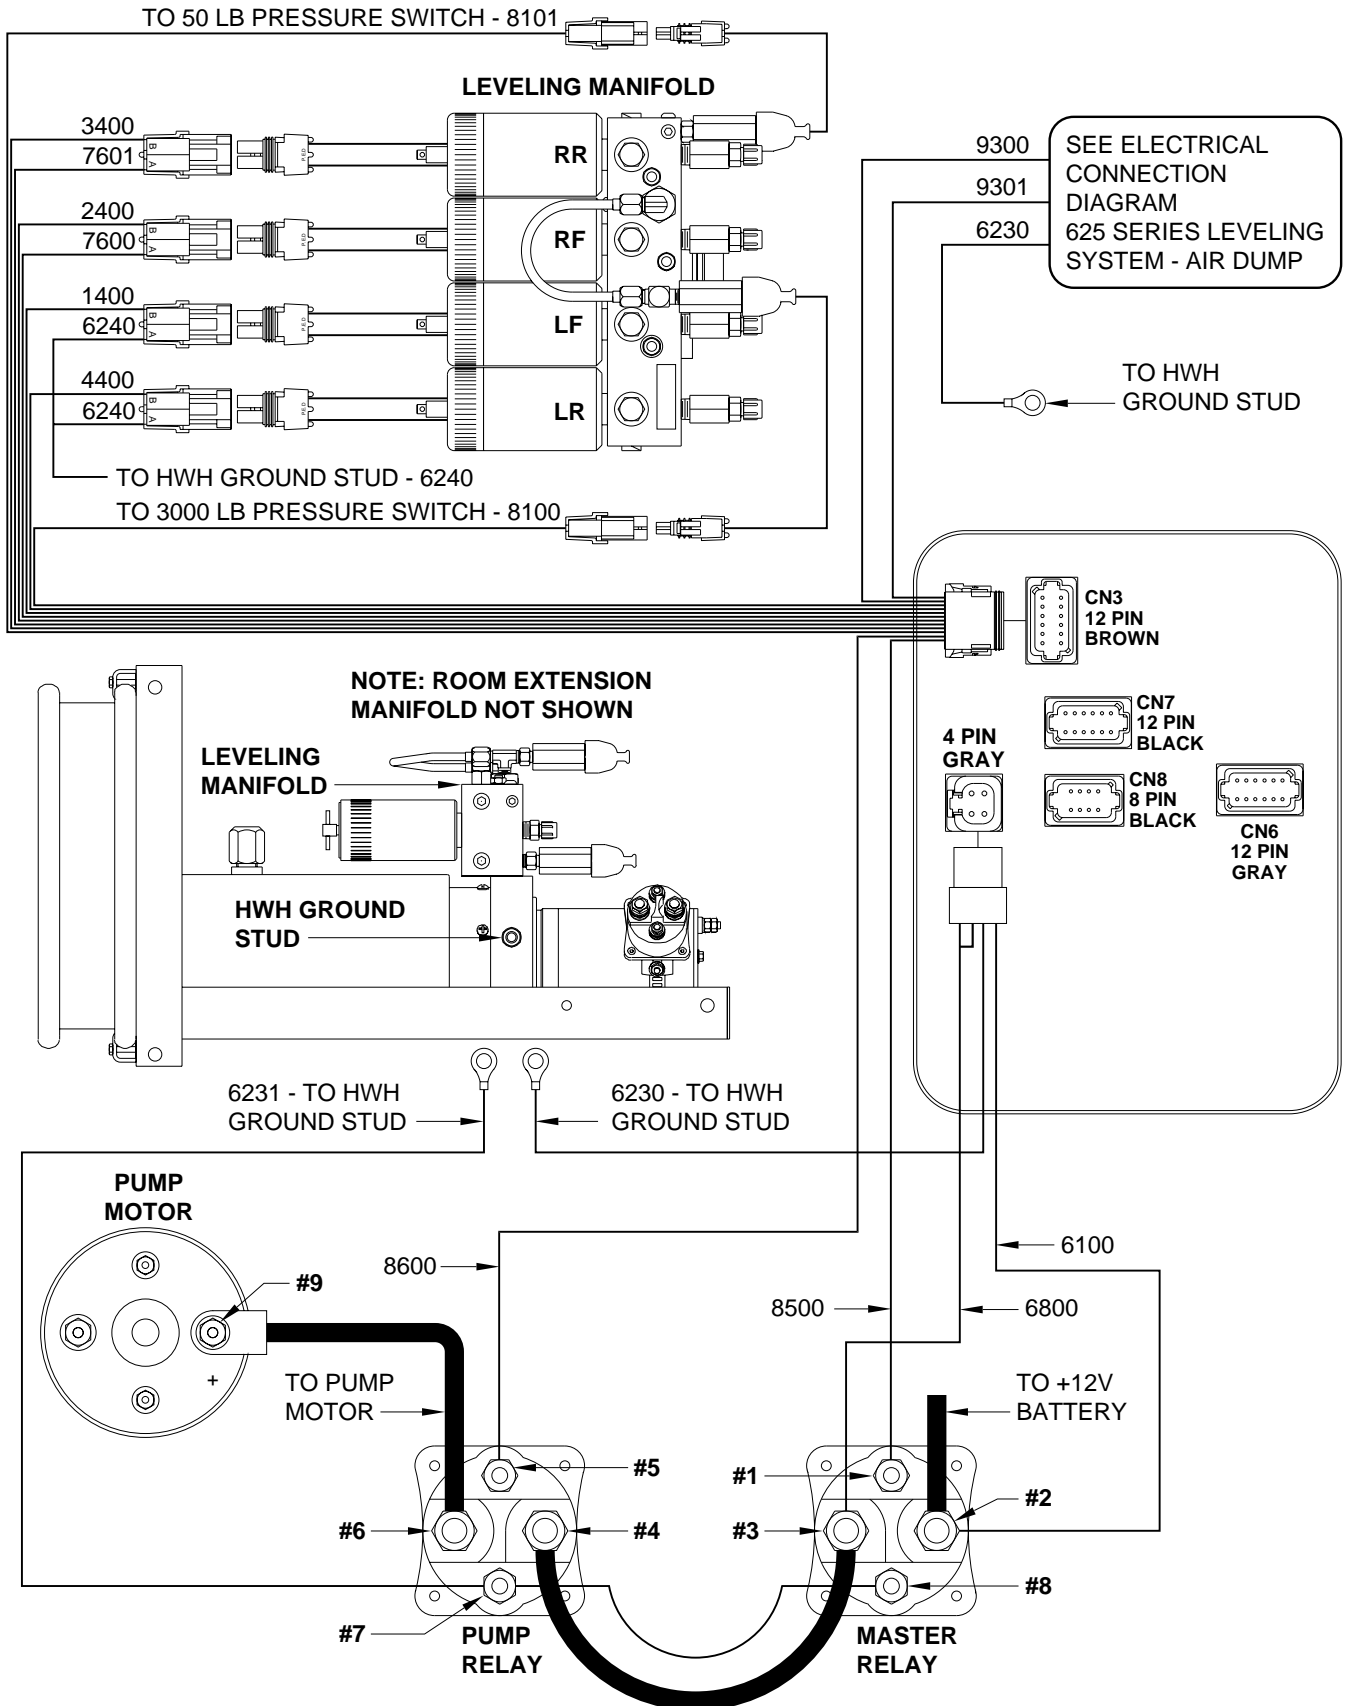 TO 50 LB PRESSURE SWITCH - 8101
LEVELING MANIFOLD
3400
7601
B
A
P.E.D.
RR
2400
7600
B
A
P.E.D.
RF
1400
6240
B
A
P.E.D.
LF
4400
6240
B
A
P.E.D.
LR
TO HWH GROUND STUD - 6240
TO 3000 LB PRESSURE SWITCH - 8100
9300
9301
6230
SEE ELECTRICAL
CONNECTION
DIAGRAM
625 SERIES LEVELING
SYSTEM - AIR DUMP
TO HWH
GROUND STUD
CN3
12 PIN
BROWN
CN7
12 PIN
BLACK
4 PIN
GRAY
CN8
8 PIN
BLACK
CN6
12 PIN
GRAY
NOTE: ROOM EXTENSION
MANIFOLD NOT SHOWN
LEVELING
MANIFOLD
HWH GROUND
STUD
6231 - TO HWH
GROUND STUD
6230 - TO HWH
GROUND STUD
PUMP
MOTOR
#9
+
8600
6100
8500
6800
TO PUMP
MOTOR
TO +12V
BATTERY
#5
#1
#2
#6
#4
#3
#7
#8
PUMP
RELAY
MASTER
RELAY